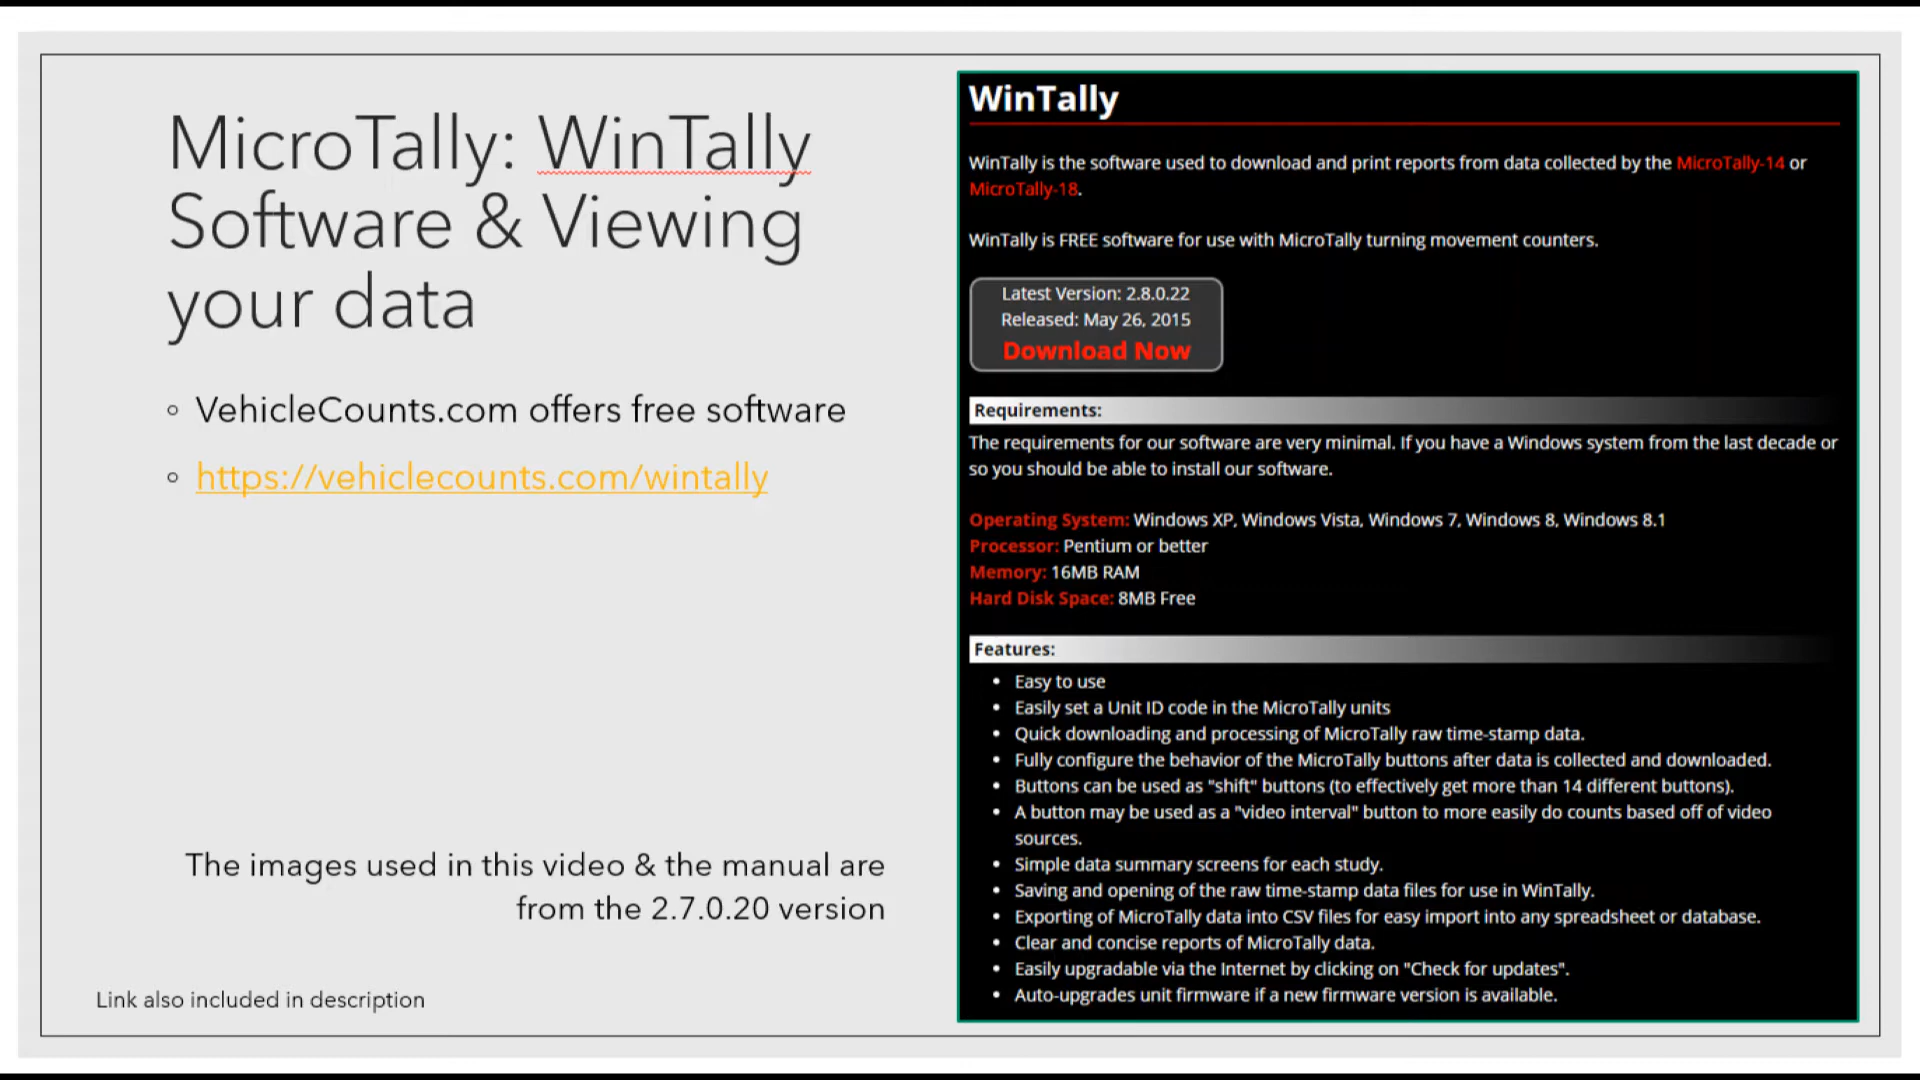 MicroTally: WinTally
Software & Viewing
your data
VehicleCounts.com offers free software
https://vehiclecounts.com/wintally
The images used in this video & the manual are
from the 2.7.0.20 version
Link also included in description
WinTally
WinTally is the software used to download and print reports from data collected by the MicroTally-14 or
MicroTally-18.
WinTally is FREE software for use with MicroTally turning movement counters.
Latest Version: 2.8.0.22
Released: May 26, 2015
Download Now
Requirements:
The requirements for our software are very minimal. If you have a Windows system from the last decade or
so you should be able to install our software.
Operating System: Windows XP, Windows Vista, Windows 7, Windows 8, Windows 8.1
Processor: Pentium or better
Memory: 16MB RAM
Hard Disk Space: 8MB Free
Features:
• Easy to use
• Easily set a Unit ID code in the MicroTally units
• Quick downloading and processing of MicroTally raw time-stamp data.
• Fully configure the behavior of the MicroTally buttons after data is collected and downloaded.
• Buttons can be used as "shift" buttons (to effectively get more than 14 different buttons).
• A button may be used as a "video interval" button to more easily do counts based off of video
sources.
• Simple data summary screens for each study.
• Saving and opening of the raw time-stamp data files for use in WinTally.
• Exporting of MicroTally data into CSV files for easy import into any spreadsheet or database.
• Clear and concise reports of MicroTally data.
• Easily upgradable via the Internet by clicking on "Check for updates".
• Auto-upgrades unit firmware if a new firmware version is available.